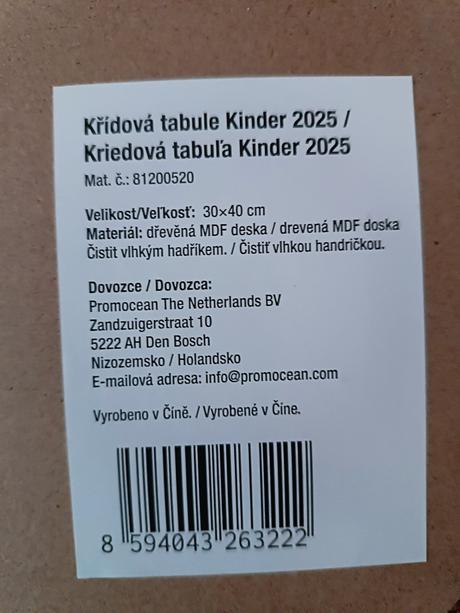 Křídová tabule Kinder 2025 /
Kriedová tabuľa Kinder 2025
Mat. č.: 81200520
Velikost/Veľkosť: 30×40 cm
Materiál: dřevěná MDF deska / drevená MDF doska
Čistit vlhkým hadříkem. / Čistiť vlhkou handričkou.
Dovozce / Dovozca:
Promocean The Netherlands BV
Zandzuigerstraat 10
5222 AH Den Bosch
Nizozemsko / Holandsko
E-mailová adresa: info@promocean.com
Vyrobeno v Číně. / Vyrobené v Číne.
8 594043 263222